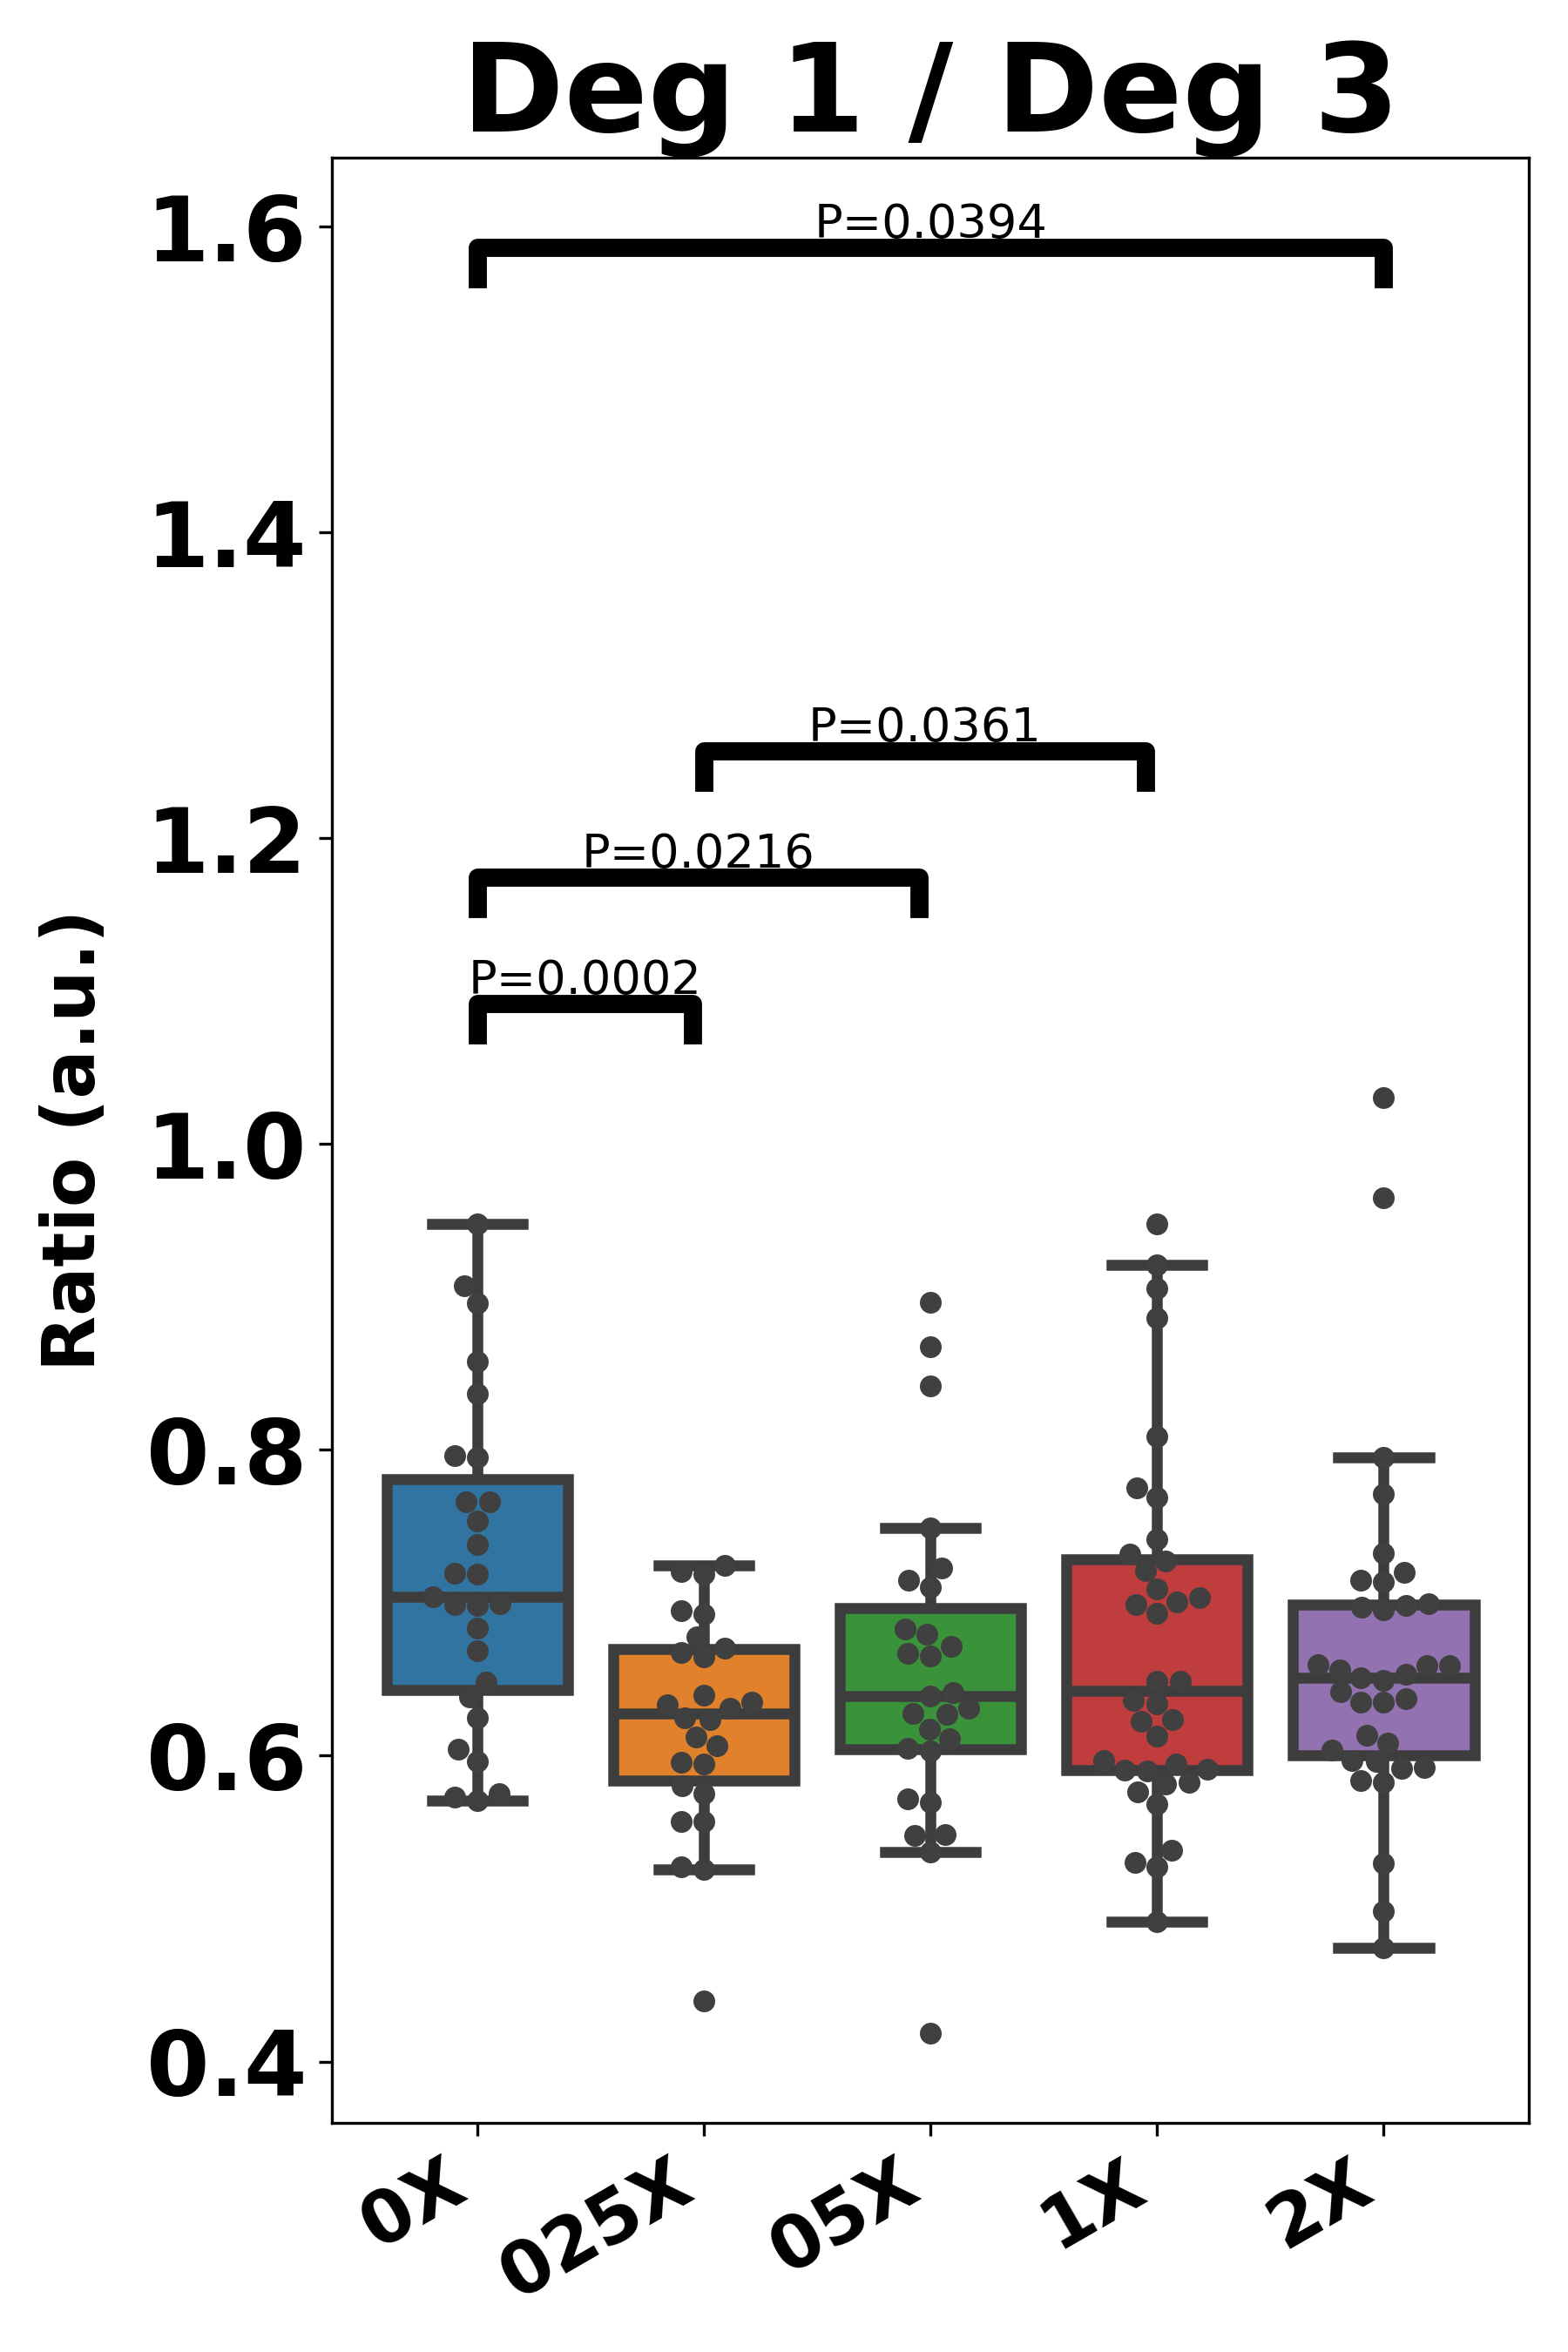 Deg 1 / Deg 3
1.6
P=0.0394
1.4
P=0.0361
1.2
P=0.0216
P=0.0002
1.0
Ratio (a.u.)
0.8
0.6
0.4
0X
025X
05X
1X
2X